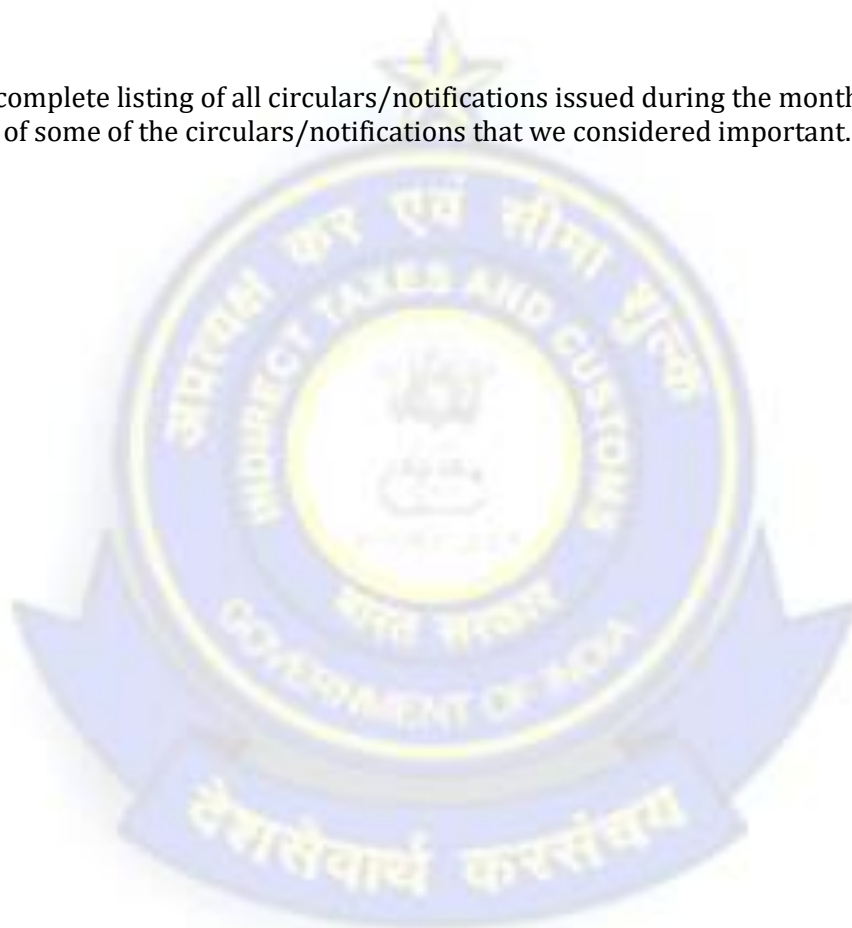 complete listing of all circulars/notifications issued during the month
of some of the circulars/notifications that we considered important.
अप्रत्यक्ष कर एवं सीमा शुल्क
INDIRECT TAXES AND CUSTOMS
भारत सरकार
GOVERNMENT OF INDIA
देशसेवार्थ करसंचय